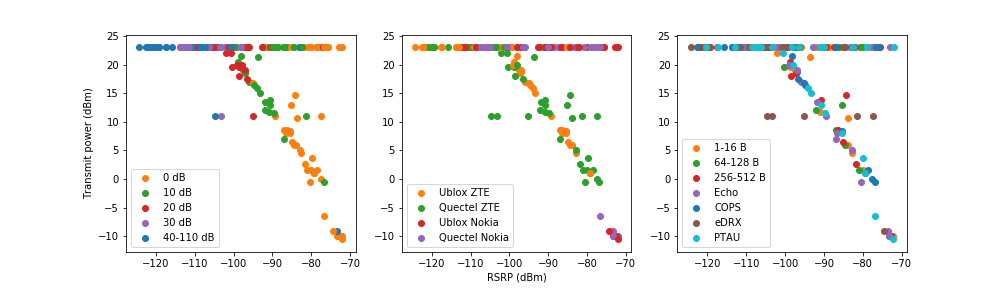 Transmit power (dBm)
25
20
15
10
5
0
−5
−10
−120
−110
−100
−90
−80
−70
0 dB
10 dB
20 dB
30 dB
40-110 dB
25
20
15
10
5
0
−5
−10
−120
−110
−100
−90
−80
−70
Ublox ZTE
Quectel ZTE
Ublox Nokia
Quectel Nokia
RSRP (dBm)
25
20
15
10
5
0
−5
−10
−120
−110
−100
−90
−80
−70
1-16 B
64-128 B
256-512 B
Echo
COPS
eDRX
PTAU